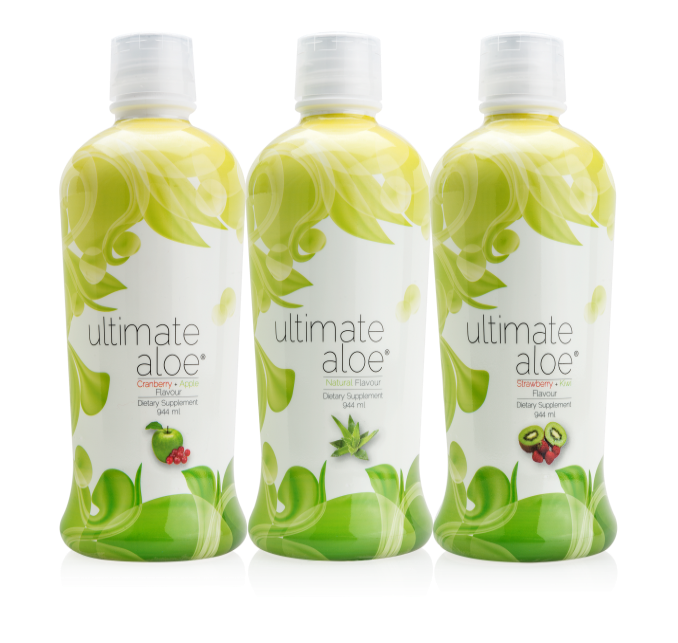 ultimate
aloe®
Cranberry + Apple
Flavour
Dietary Supplement
944 ml
ultimate
aloe®
Natural Flavour
Dietary Supplement
944 ml
ultimate
aloe®
Strawberry + Kiwi
Flavour
Dietary Supplement
944 ml